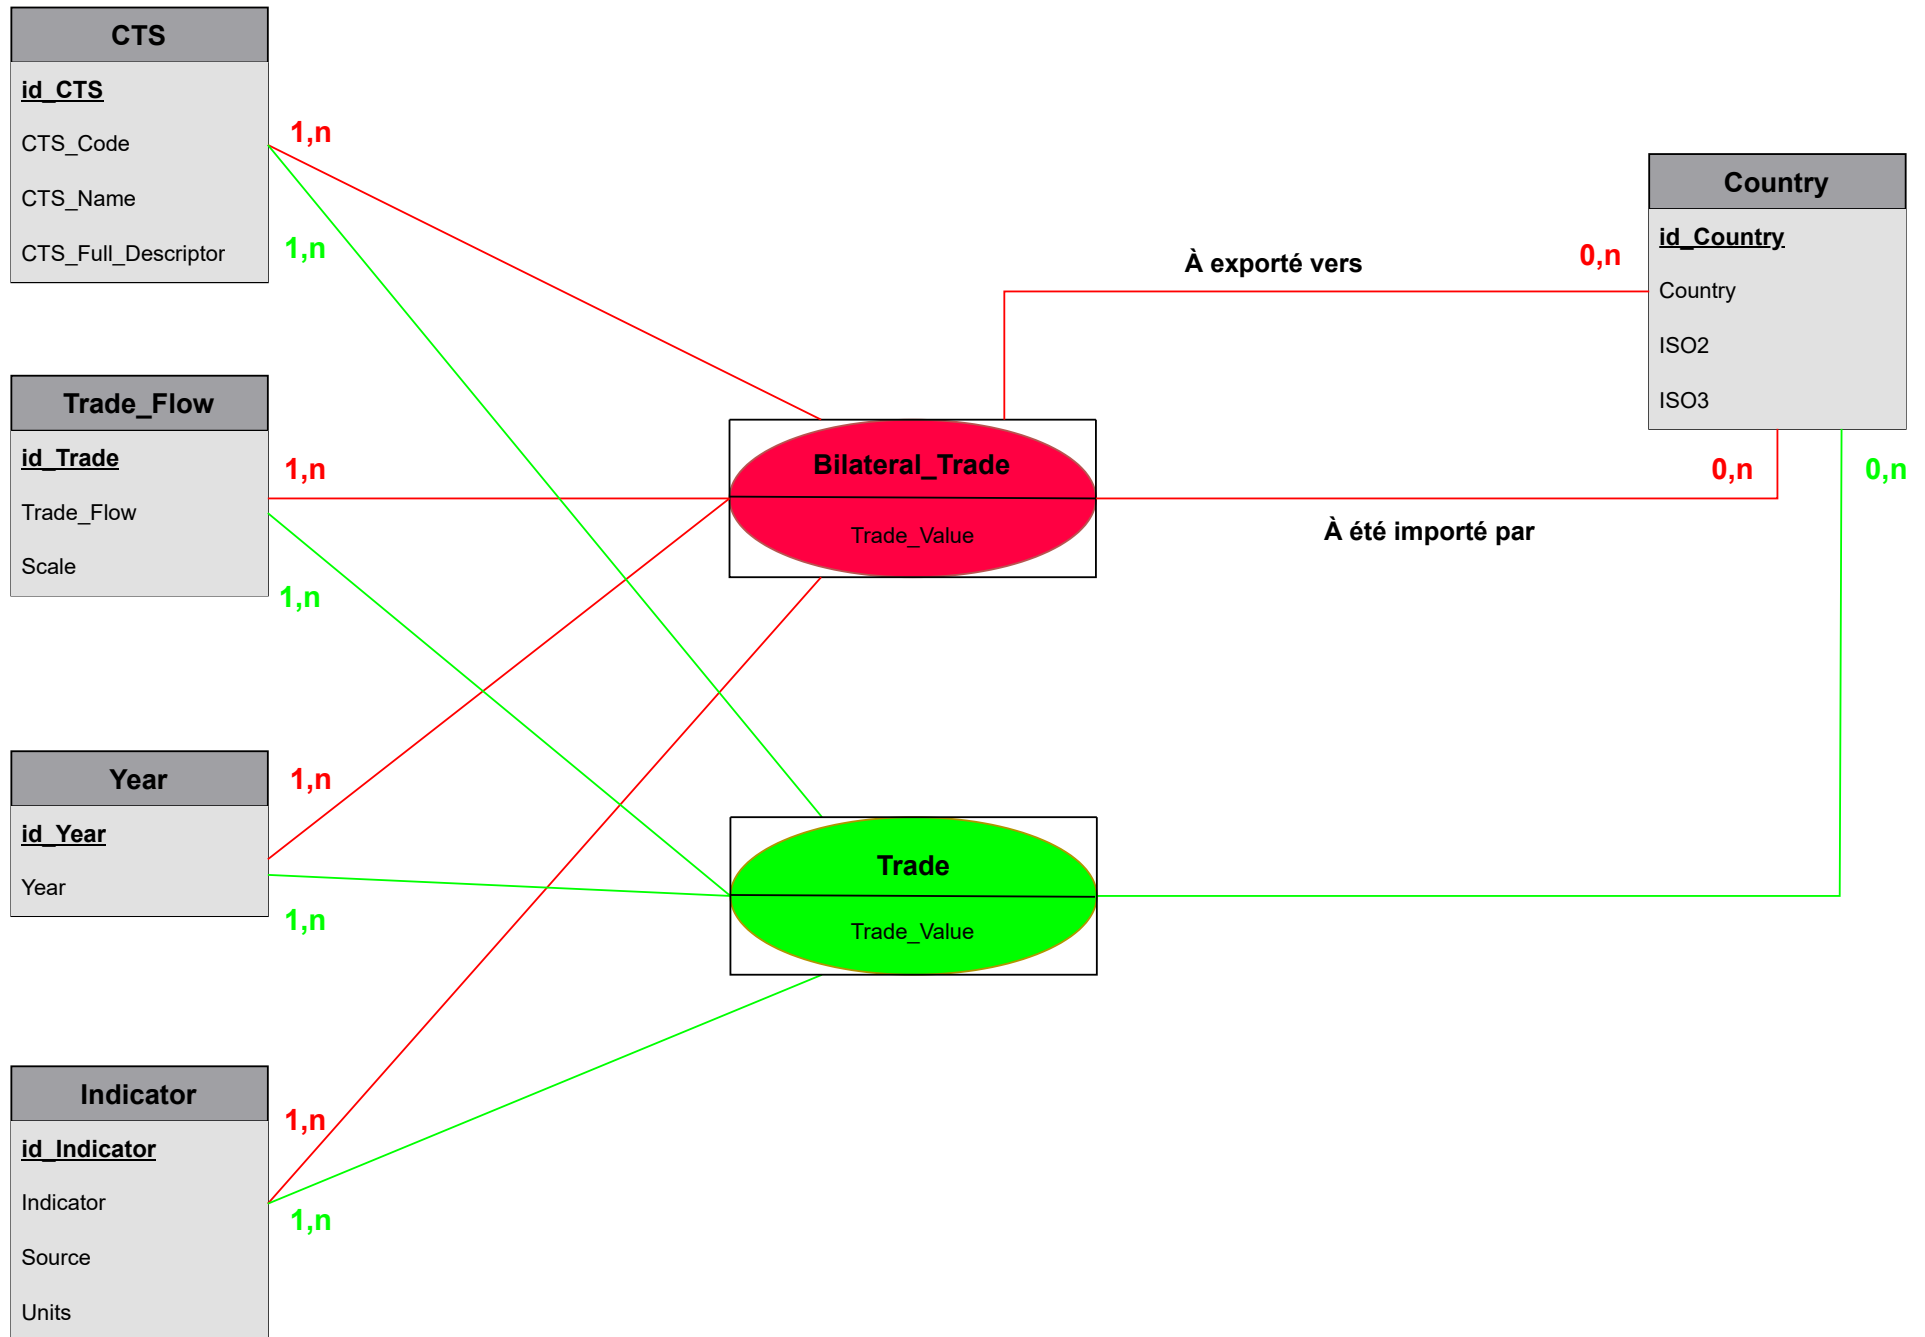 CTS
id_CTS
CTS_Code
CTS_Name
CTS_Full_Descriptor
1,n
1,n
Trade_Flow
id_Trade
Trade_Flow
Scale
1,n
1,n
Year
id_Year
Year
1,n
1,n
Indicator
id_Indicator
Indicator
Source
Units
1,n
1,n
Bilateral_Trade
Trade_Value
Trade
Trade_Value
À exporté vers
0,n
À été importé par
0,n
0,n
Country
id_Country
Country
ISO2
ISO3